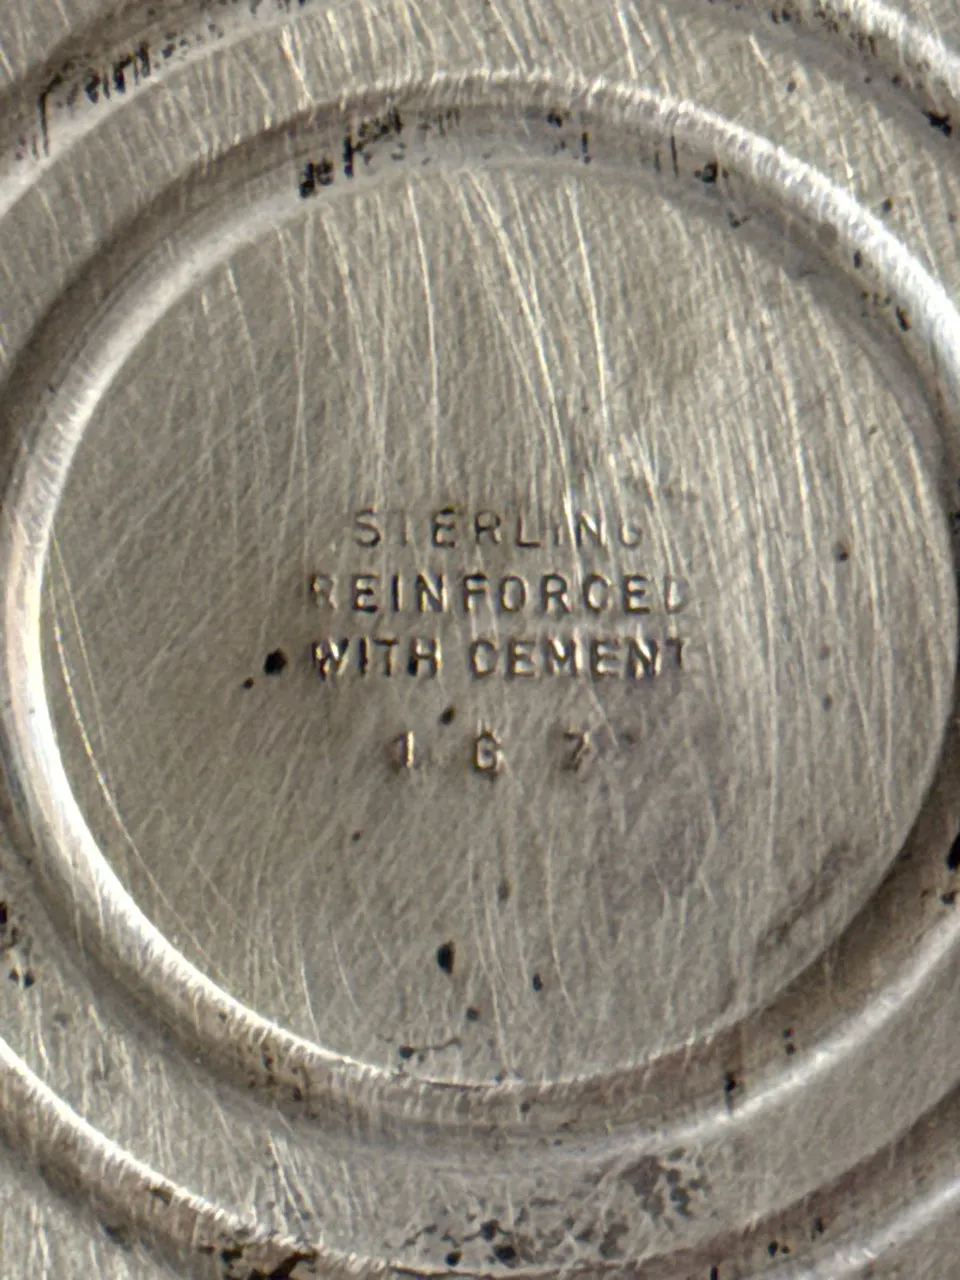 STERLING
REINFORCED
WITH CEMENT
167